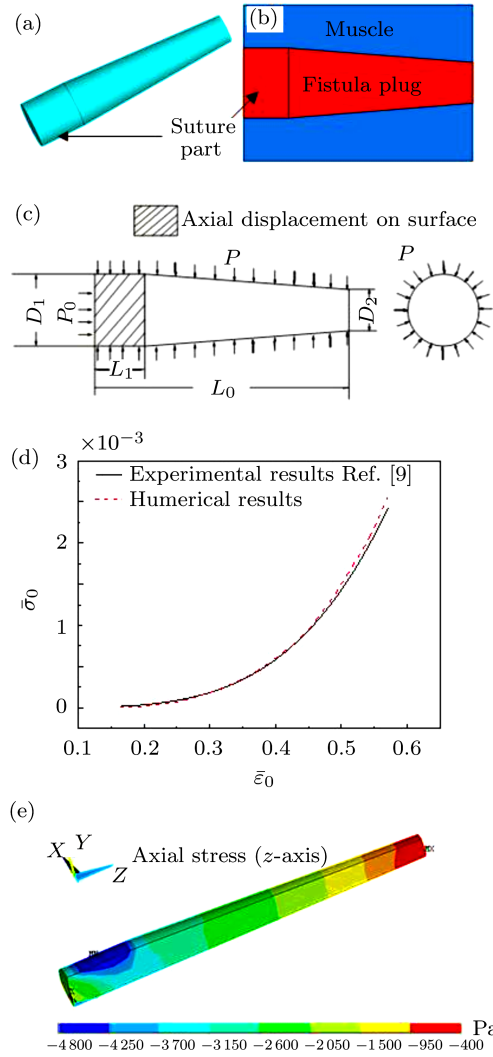 (a)
(b)
Muscle
Fistula plug
Suture
part
(c)
Axial displacement on surface
P
P
D1
P0
D2
L1
L0
(d)
×10−3
3
Experimental results Ref. [9]
Humerical results
2
σ̄0
1
0
0.1 0.2 0.3 0.4 0.5 0.6
ε̄0
(e)
X Y Z
Axial stress (z-axis)
MX
Pa
−4 800 −4 250 −3 700 −3 150 −2 600 −2 050 −1 500 −950 −400